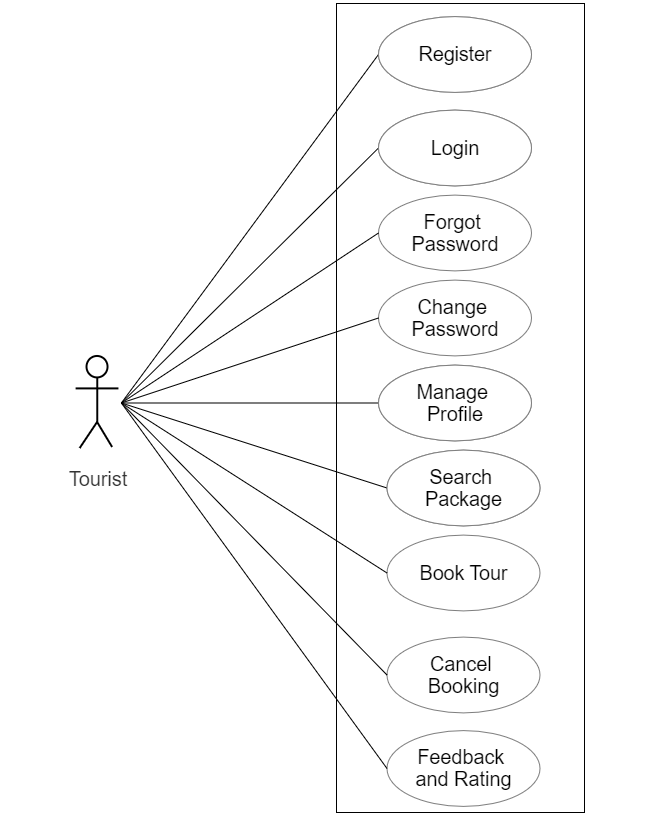 Register
Login
Forgot
Password
Change
Password
Manage
Profile
Tourist
Search
Package
Book Tour
Cancel
Booking
Feedback
and Rating